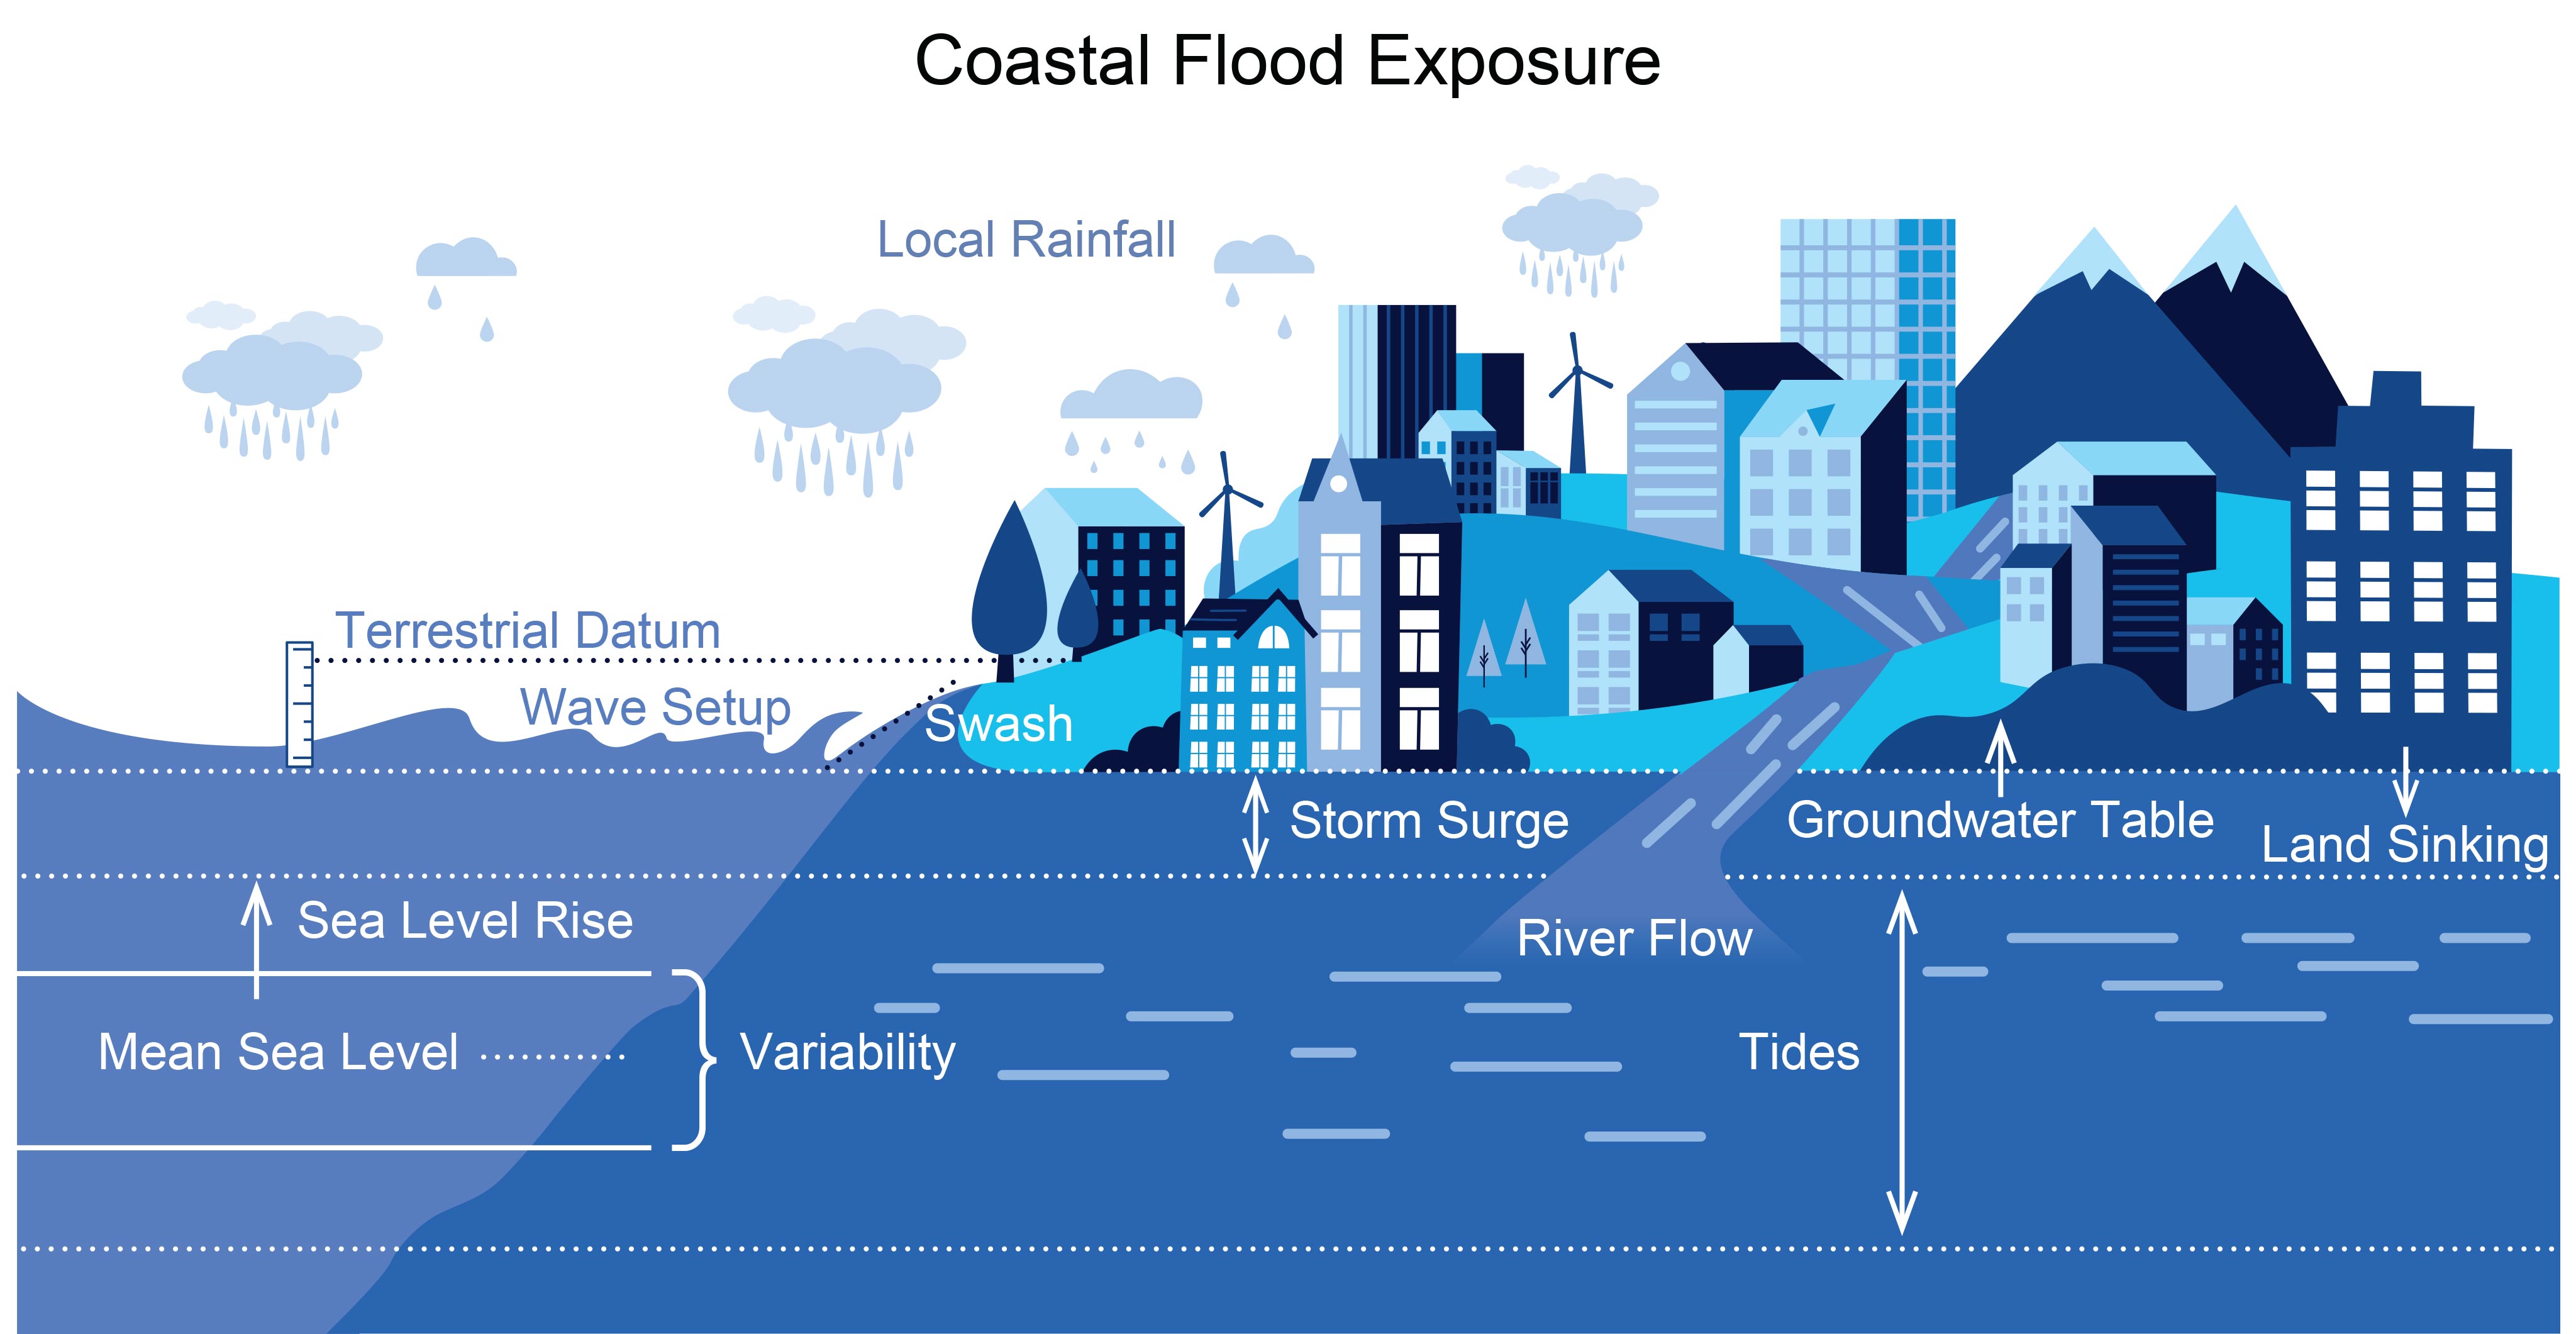 Coastal Flood Exposure
Local Rainfall
Terrestrial Datum
Wave Setup
Swash
Storm Surge
Groundwater Table
Land Sinking
Sea Level Rise
River Flow
Mean Sea Level
Variability
Tides